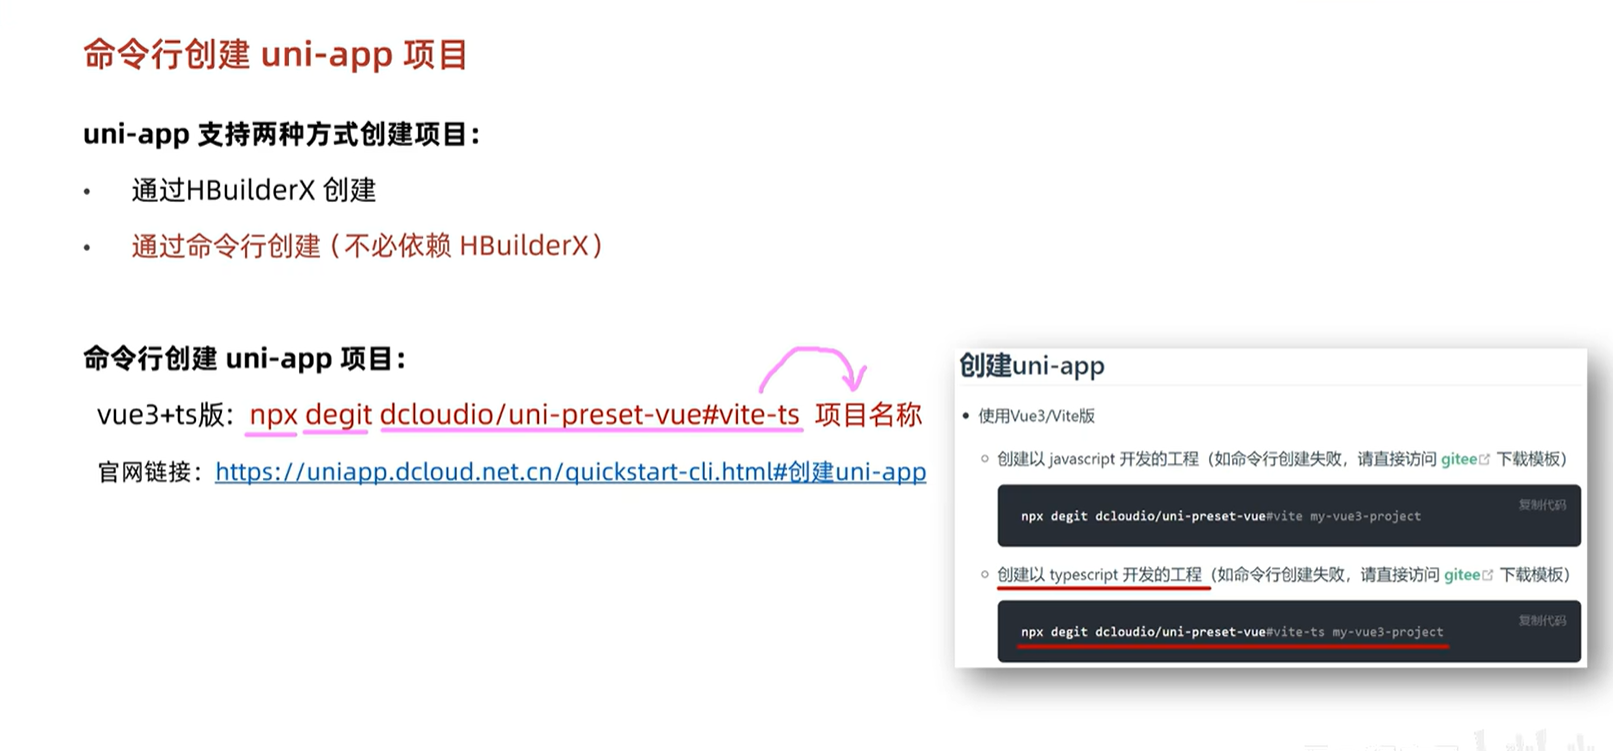 命令行创建 uni-app 项目
uni-app 支持两种方式创建项目：
• 通过HBuilderX 创建
• 通过命令行创建（不必依赖 HBuilderX）
命令行创建 uni-app 项目：
vue3+ts版：npx degit dcloudio/uni-preset-vue#vite-ts 项目名称
官网链接：https://uniapp.dcloud.net.cn/quickstart-cli.html#创建uni-app
创建uni-app
• 使用Vue3/Vite版
○ 创建以 javascript 开发的工程（如命令行创建失败，请直接访问 gitee 下载模板）
复制代码
npx degit dcloudio/uni-preset-vue#vite my-vue3-project
○ 创建以 typescript 开发的工程（如命令行创建失败，请直接访问 gitee 下载模板）
复制代码
npx degit dcloudio/uni-preset-vue#vite-ts my-vue3-project